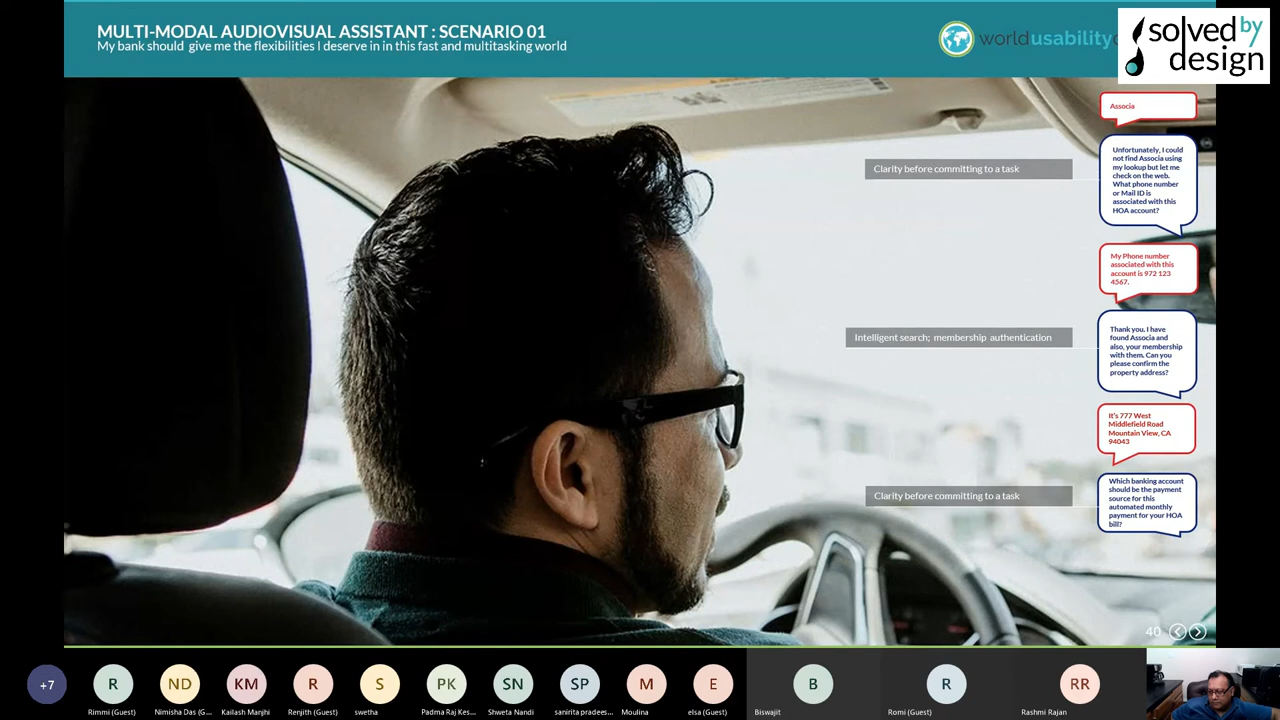 MULTI-MODAL AUDIOVISUAL ASSISTANT : SCENARIO 01
My bank should give me the flexibilities I deserve in in this fast and multitasking world
worldusability
solved by
design
Associa
Clarity before committing to a task
Unfortunately, I could
not find Associa using
my lookup but let me
check on the web.
What phone number
or Mail ID is
associated with this
HOA account?
My Phone number
associated with this
account is 972 123
4567.
Intelligent search; membership authentication
Thank you. I have
found Associa and
also, your membership
with them. Can you
please confirm the
property address?
It's 777 West
Middlefield Road
Mountain View, CA
94043
Clarity before committing to a task
Which banking account
should be the payment
source for this
automated monthly
payment for your HOA
bill?
40
+7
R
ND
KM
R
S
PK
SN
SP
M
E
B
R
RR
Rimmi (Guest)
Nimisha Das (G...
Kailash Manjhi
Renjith (Guest)
swetha
Padma Raj Kes...
Shweta Nandi
sanirita pradees...
Moulina
elsa (Guest)
Biswajit
Romi (Guest)
Rashmi Rajan